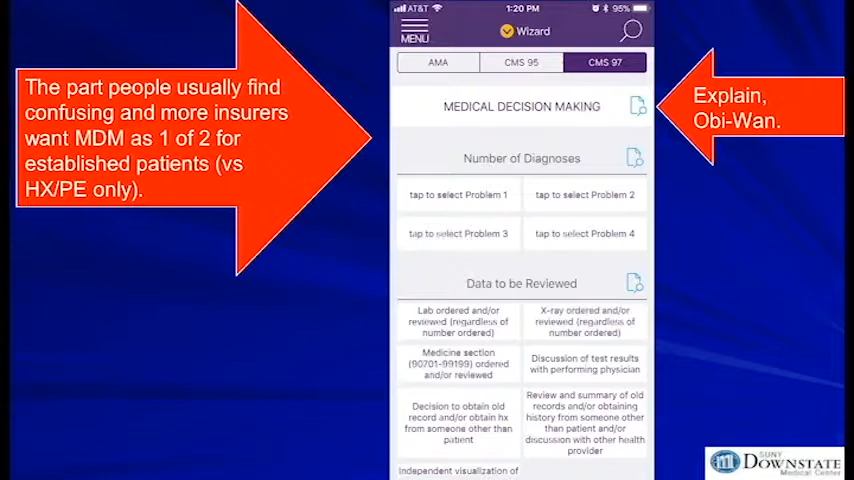 AT&T
1:20 PM
95%
MENU
Wizard
AMA
CMS 95
CMS 97
The part people usually find
confusing and more insurers
want MDM as 1 of 2 for
established patients (vs
HX/PE only).
MEDICAL DECISION MAKING
Explain,
Obi-Wan.
Number of Diagnoses
tap to select Problem 1
tap to select Problem 2
tap to select Problem 3
tap to select Problem 4
Data to be Reviewed
Lab ordered and/or
reviewed (regardless of
number ordered)
X-ray ordered and/or
reviewed (regardless of
number ordered)
Medicine section
(90701-99199) ordered
and/or reviewed
Discussion of test results
with performing physician
Decision to obtain old
record and/or obtain hx
from someone other than
patient
Review and summary of old
records and/or obtaining
history from someone other
than patient and/or
discussion with other health
provider
Independent visualization of
SUNY
DOWNSTATE
Medical Center